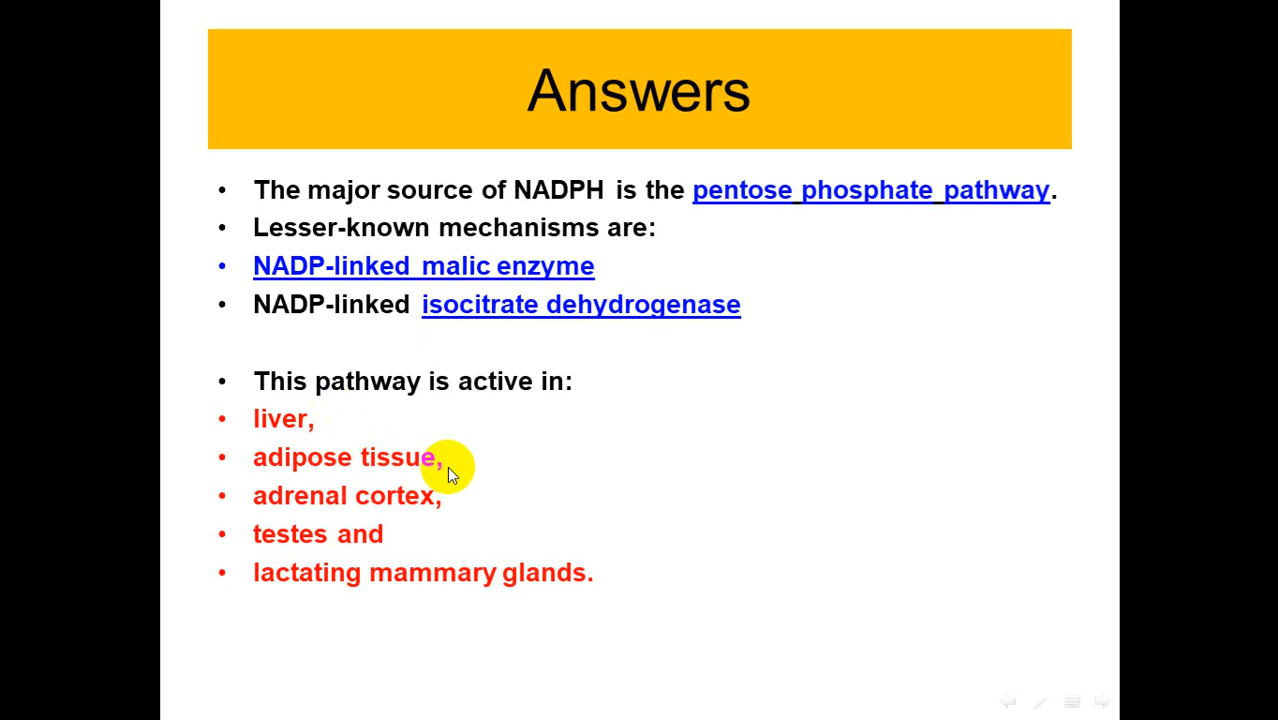 Answers
• The major source of NADPH is the pentose phosphate pathway.
• Lesser-known mechanisms are:
• NADP-linked malic enzyme
• NADP-linked isocitrate dehydrogenase
• This pathway is active in:
• liver,
• adipose tissue,
• adrenal cortex,
• testes and
• lactating mammary glands.